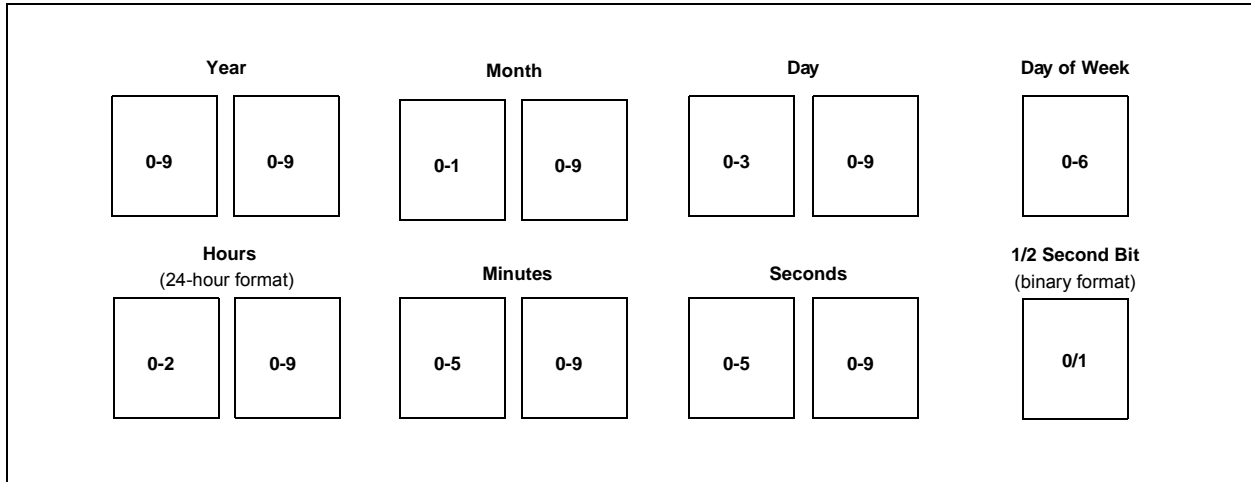 Year
Month
Day
Day of Week
0-9
0-9
0-1
0-9
0-3
0-9
0-6
Hours
(24-hour format)
Minutes
Seconds
1/2 Second Bit
(binary format)
0-2
0-9
0-5
0-9
0-5
0-9
0/1